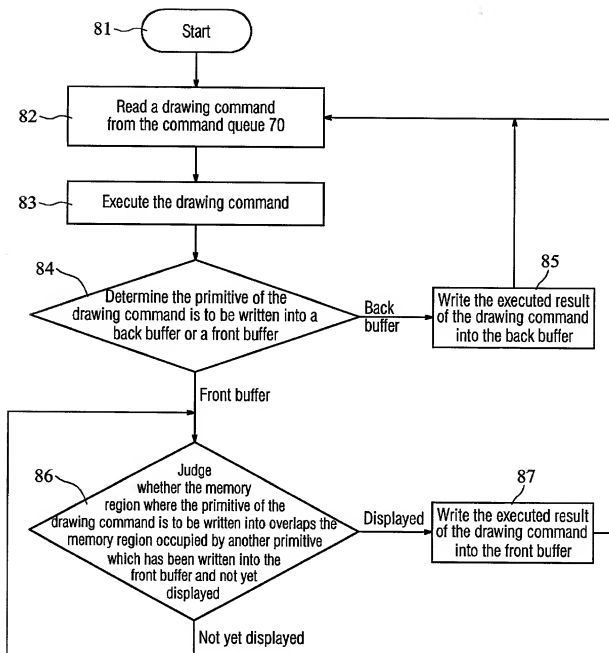 81
Start
82
Read a drawing command
from the command queue 70
83
Execute the drawing command
84
Determine the primitive of the
drawing command is to be written into a
back buffer or a front buffer
Back
buffer
85
Write the executed result
of the drawing command
into the back buffer
Front buffer
86
Judge
whether the memory
region where the primitive of the
drawing command is to be written into overlaps the
memory region occupied by another primitive
which has been written into the
front buffer and not yet
displayed
Displayed
87
Write the executed result
of the drawing command
into the front buffer
Not yet displayed